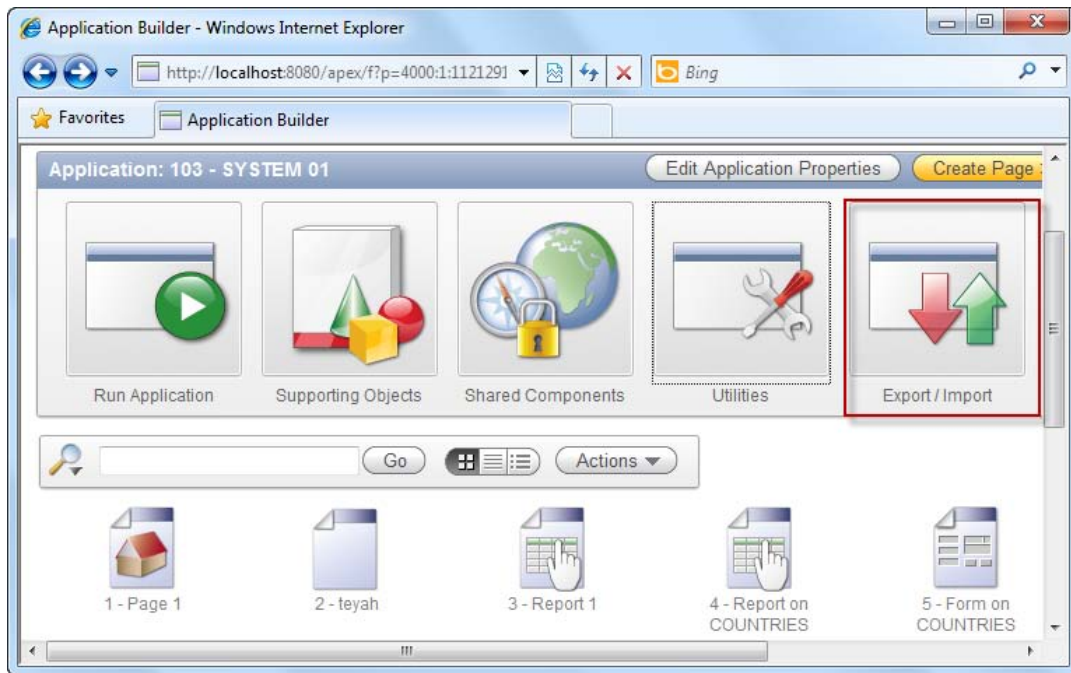 Application Builder - Windows Internet Explorer
http://localhost:8080/apex/f?p=4000:1:1121291
Bing
Favorites
Application Builder
Application: 103 - SYSTEM 01
Edit Application Properties
Create Page
Run Application
Supporting Objects
Shared Components
Utilities
Export / Import
Go
Actions
1 - Page 1
2 - teyah
3 - Report 1
4 - Report on
COUNTRIES
5 - Form on
COUNTRIES